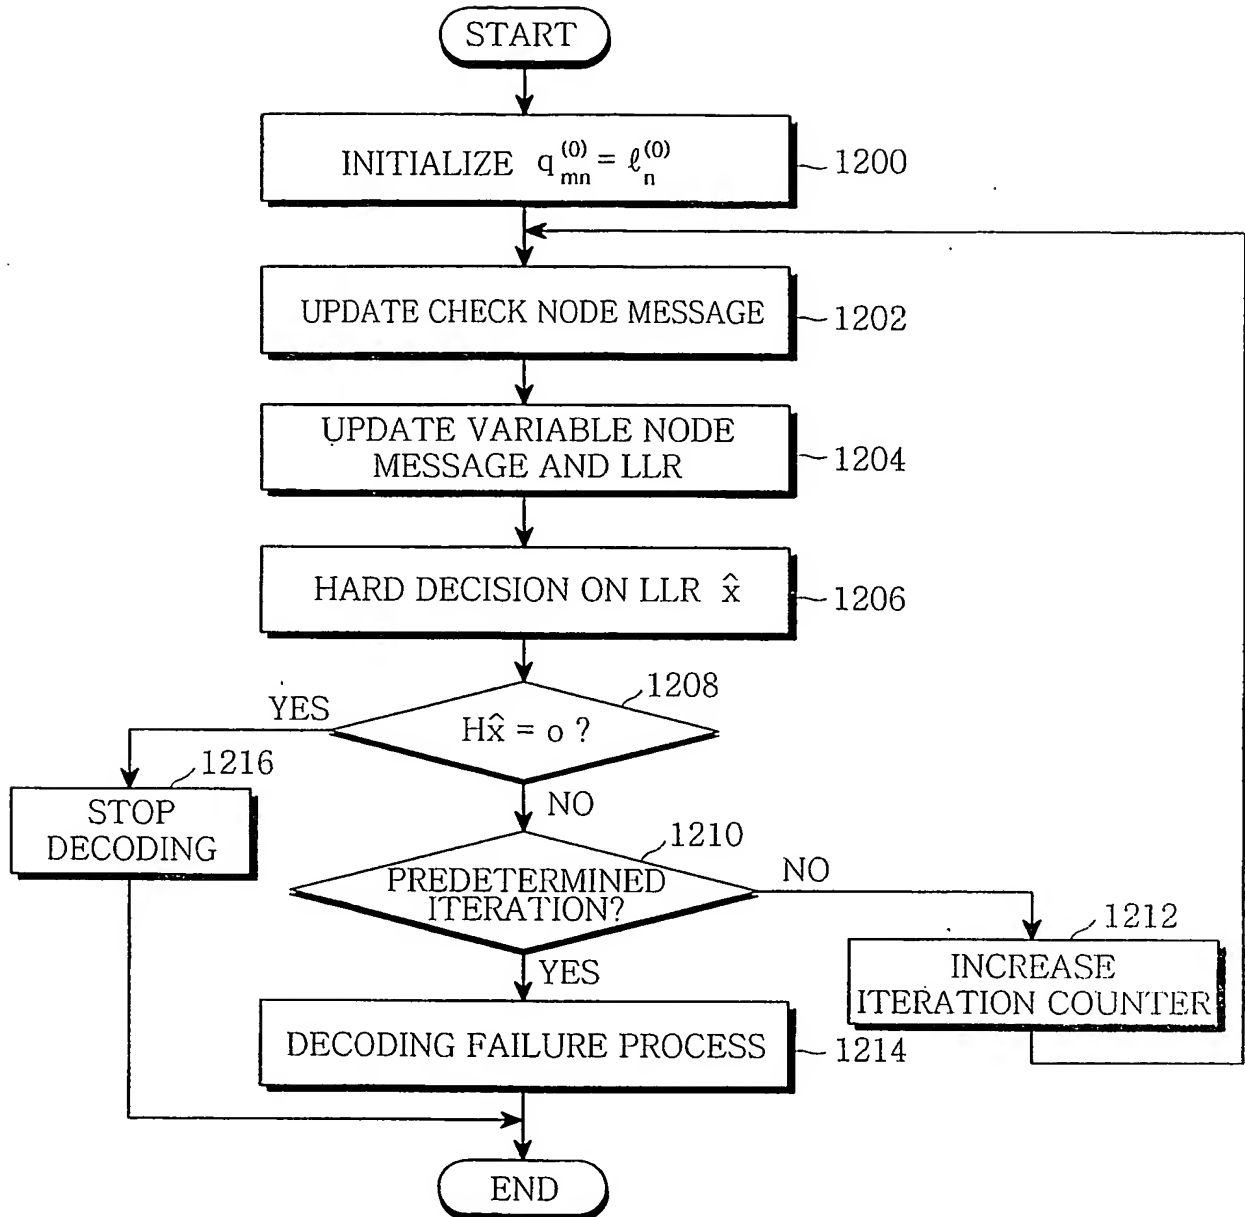 START
INITIALIZE q_mn^(0) = ℓ_n^(0)
1200
UPDATE CHECK NODE MESSAGE
1202
UPDATE VARIABLE NODE
MESSAGE AND LLR
1204
HARD DECISION ON LLR x̂
1206
1208
YES
Hx̂ = o ?
1216
STOP
DECODING
NO
1210
PREDETERMINED
ITERATION?
NO
1212
INCREASE
ITERATION COUNTER
YES
DECODING FAILURE PROCESS
1214
END